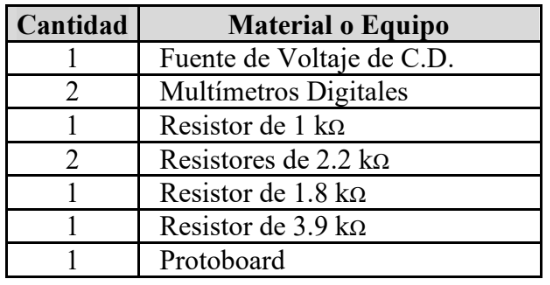 Cantidad Material o Equipo
1 Fuente de Voltaje de C.D.
2 Multímetros Digitales
1 Resistor de 1 kΩ
2 Resistores de 2.2 kΩ
1 Resistor de 1.8 kΩ
1 Resistor de 3.9 kΩ
1 Protoboard